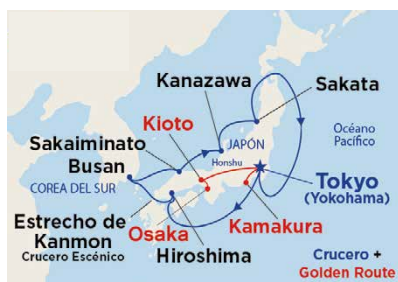 Kanazawa
Sakata
Kioto
JAPÓN
Océano
Pacífico
Sakaiminato
Honshu
Busan
Tokyo
(Yokohama)
COREA DEL SUR
Estrecho de
Kanmon
Crucero Escénico
Osaka
Kamakura
Hiroshima
Crucero +
Golden Route